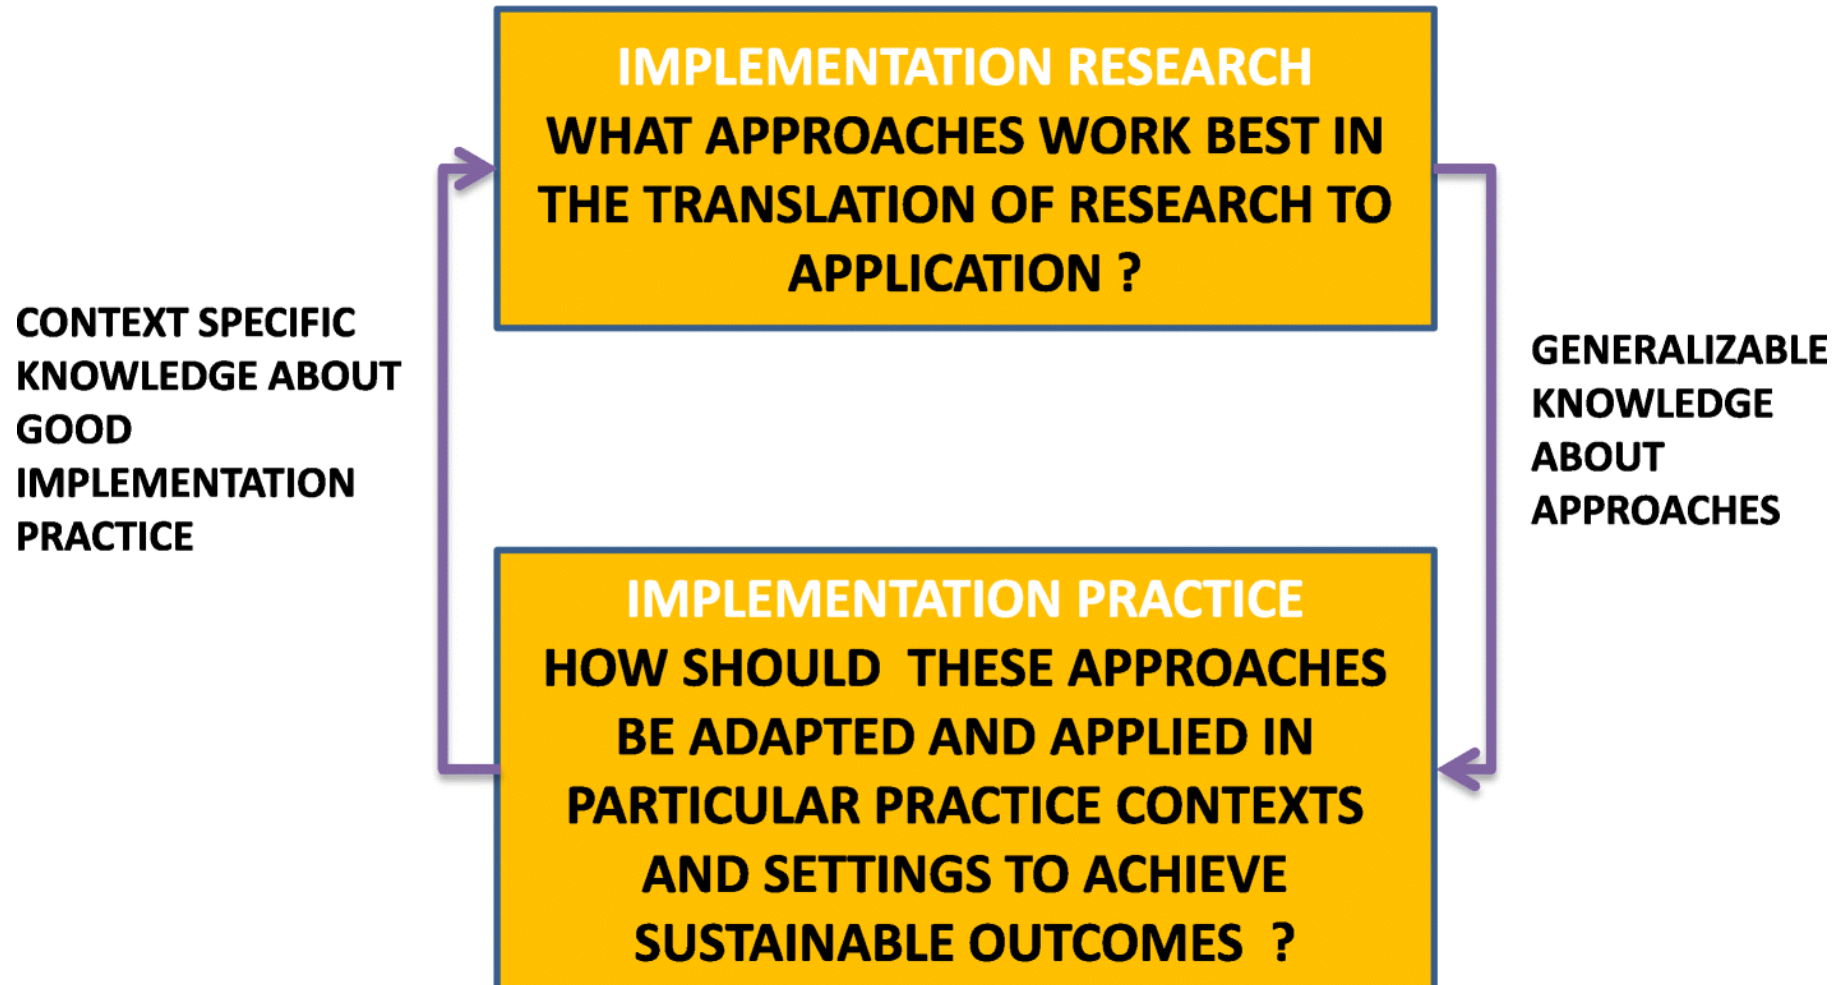 IMPLEMENTATION RESEARCH
WHAT APPROACHES WORK BEST IN
THE TRANSLATION OF RESEARCH TO
APPLICATION ?
CONTEXT SPECIFIC
KNOWLEDGE ABOUT
GOOD
IMPLEMENTATION
PRACTICE
GENERALIZABLE
KNOWLEDGE
ABOUT
APPROACHES
IMPLEMENTATION PRACTICE
HOW SHOULD  THESE APPROACHES
BE ADAPTED AND APPLIED IN
PARTICULAR PRACTICE CONTEXTS
AND SETTINGS TO ACHIEVE
SUSTAINABLE OUTCOMES  ?